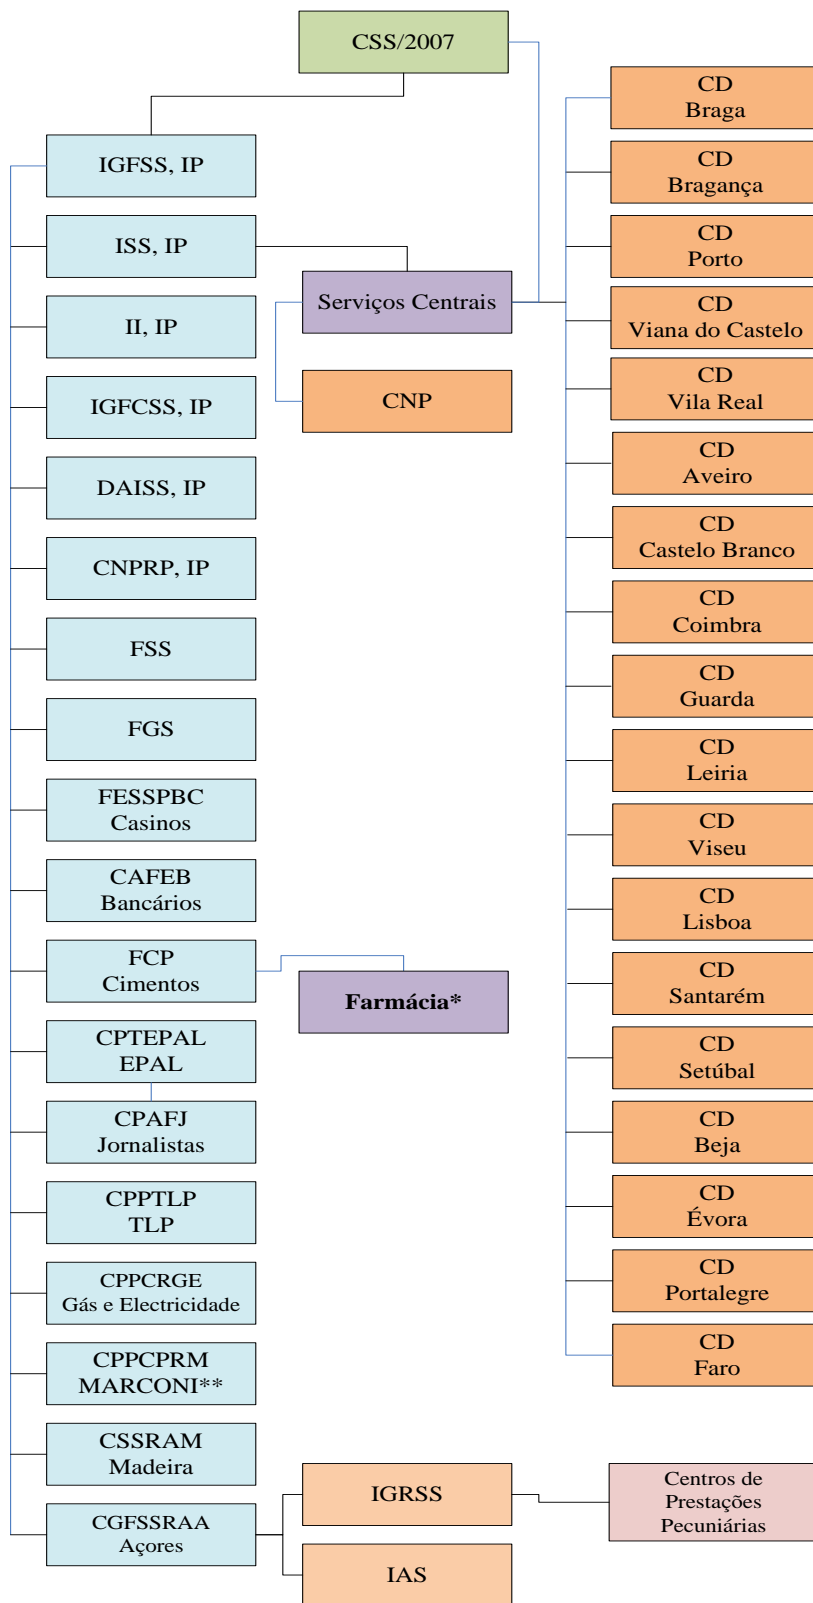 CSS/2007
IGFSS, IP
ISS, IP
II, IP
IGFCSS, IP
DAISS, IP
CNPRP, IP
FSS
FGS
FESSPBC
Casinos
CAFEB
Bancários
FCP
Cimentos
CPTEPAL
EPAL
CPAFJ
Jornalistas
CPPTLP
TLP
CPPCRGE
Gás e Electricidade
CPPCPRM
MARCONI**
CSSRAM
Madeira
CGFSSRAA
Açores
Serviços Centrais
CNP
Farmácia*
IGRSS
IAS
CD
Braga
CD
Bragança
CD
Porto
CD
Viana do Castelo
CD
Vila Real
CD
Aveiro
CD
Castelo Branco
CD
Coimbra
CD
Guarda
CD
Leiria
CD
Viseu
CD
Lisboa
CD
Santarém
CD
Setúbal
CD
Beja
CD
Évora
CD
Portalegre
CD
Faro
Centros de
Prestações
Pecuniárias